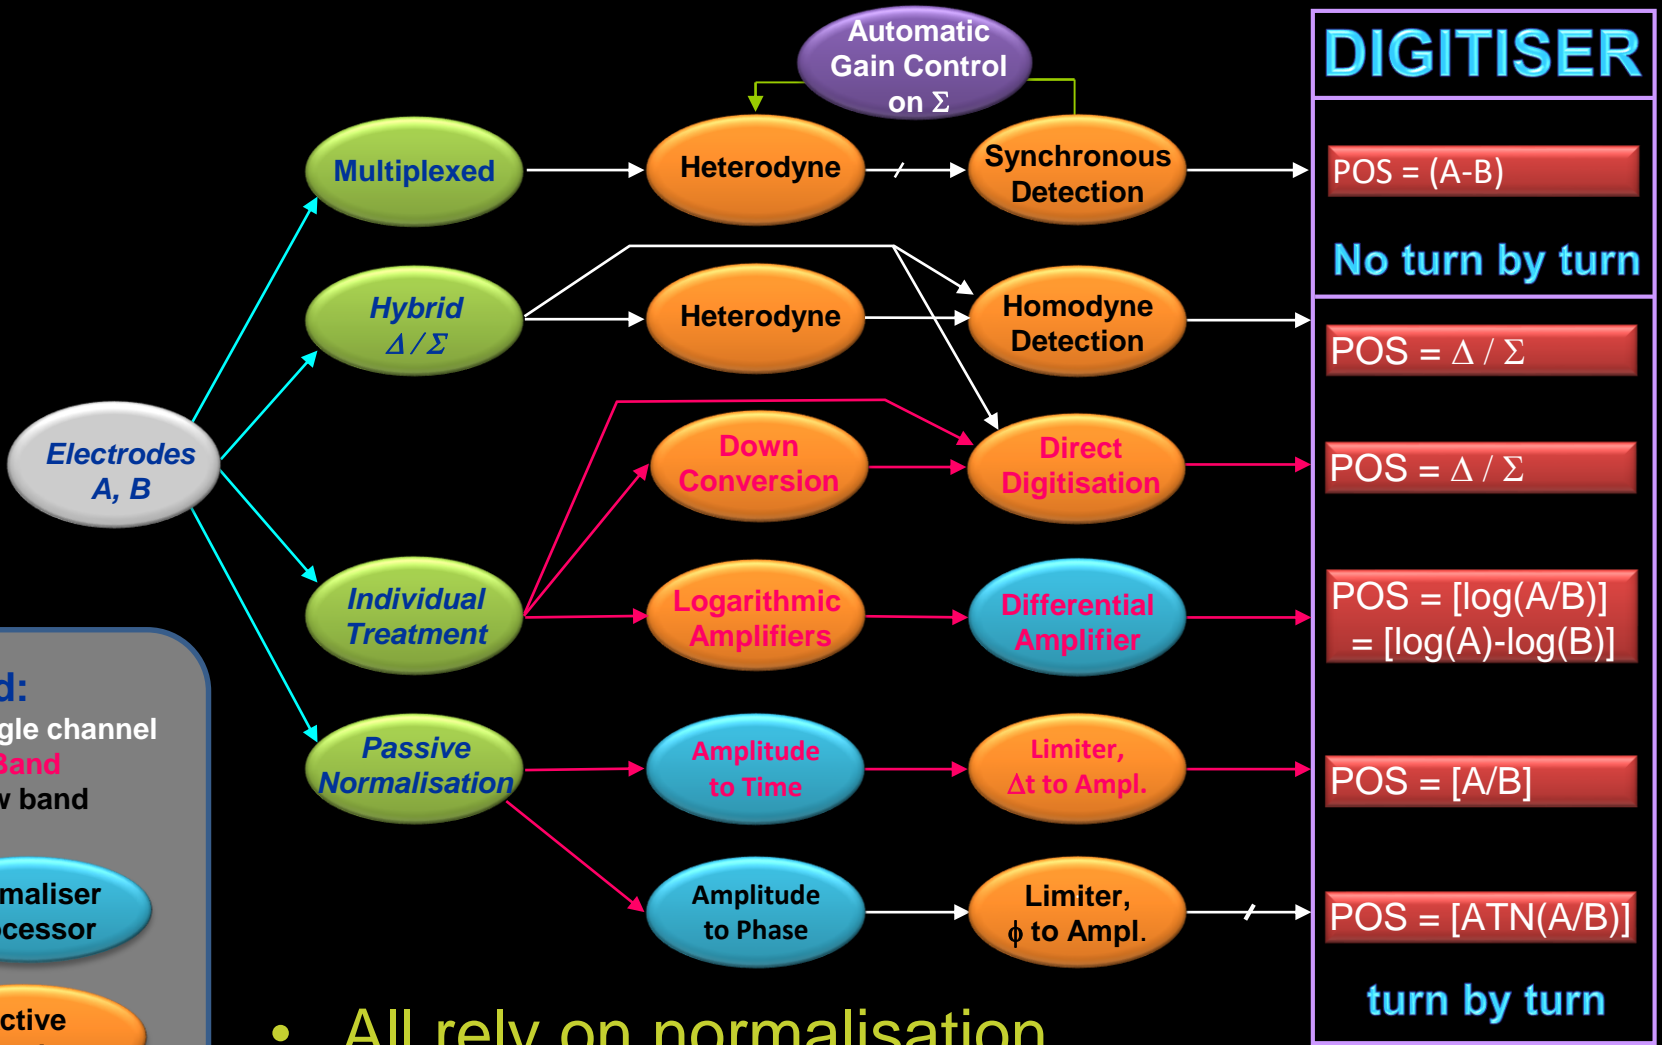 Automatic
Gain Control
on Σ
DIGITISER
Multiplexed
Heterodyne
Synchronous
Detection
POS = (A-B)
No turn by turn
Hybrid
Δ / Σ
Heterodyne
Homodyne
Detection
POS = Δ / Σ
Electrodes
A, B
Down
Conversion
Direct
Digitisation
POS = Δ / Σ
Individual
Treatment
Logarithmic
Amplifiers
Differential
Amplifier
POS = [log(A/B)]
= [log(A)-log(B)]
Passive
Normalisation
Amplitude
to Time
Limiter,
Δt to Ampl.
POS = [A/B]
Amplitude
to Phase
Limiter,
ϕ to Ampl.
POS = [ATN(A/B)]
turn by turn
d:
gle channel
Band
w band
maliser
ocessor
ctive
• All rely on normalisation